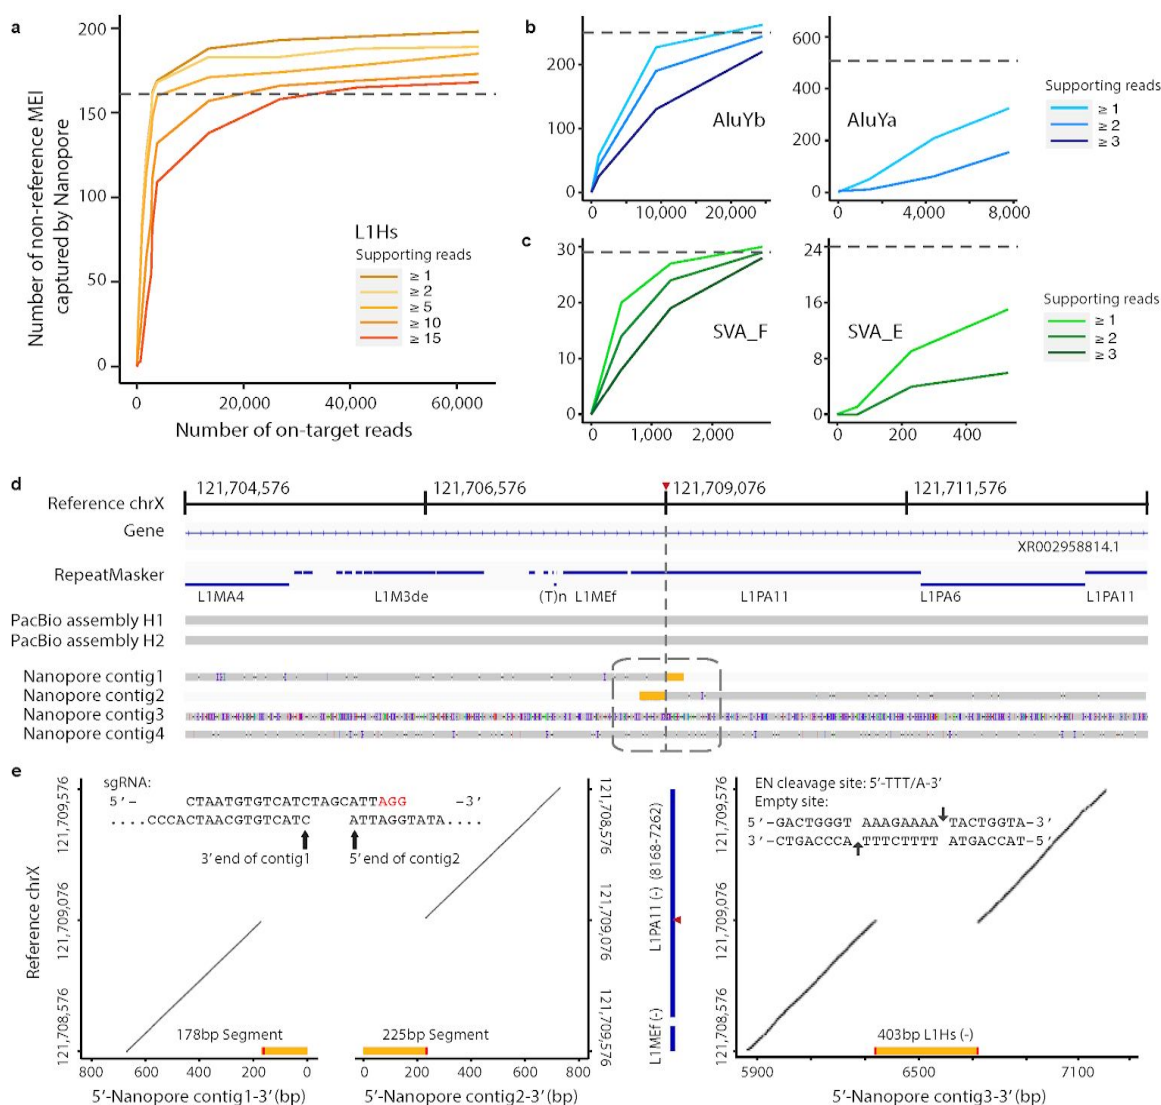 a
Number of non-reference MEI
captured by Nanopore
200
150
100
50
0
L1Hs
Supporting reads
≥ 1
≥ 2
≥ 5
≥ 10
≥ 15
0 20,000 40,000 60,000
Number of on-target reads
b
200
100
0
AluYb
0 10,000 20,000
600
400
200
0
AluYa
0 4,000 8,000
Supporting reads
≥ 1
≥ 2
≥ 3
c
30
20
10
0
SVA_F
0 1,000 2,000
24
16
8
0
SVA_E
0 200 400
Supporting reads
≥ 1
≥ 2
≥ 3
d
Reference chrX 121,704,576 121,706,576 121,709,076 121,711,576
Gene
XR002958814.1
RepeatMasker
L1MA4 L1M3de (T)n L1MEf L1PA11 L1PA6 L1PA11
PacBio assembly H1
PacBio assembly H2
Nanopore contig1
Nanopore contig2
Nanopore contig3
Nanopore contig4
e
Reference chrX
121,709,576
121,709,076
121,708,576
sgRNA:
5'- CTAATGTGTCATCTAGCATTAGG -3'
....CCCACTAACGTGTCATC ATTAGGTATA....
3' end of contig1 5' end of contig2
178bp Segment 225bp Segment
800 600 400 200 0
5'-Nanopore contig1-3' (bp)
0 200 400 600 800
5'-Nanopore contig2-3' (bp)
121,708,576
121,709,076
121,709,576
L1PA11 (-) (8168-7262)
L1MEf (-)
121,709,576
121,709,076
121,708,576
EN cleavage site: 5'-TTT/A-3'
Empty site:
5'-GACTGGGT AAAGAAAA TACTGGTA-3'
3'-CTGACCCA TTTCTTTT ATGACCAT-5'
403bp L1Hs (-)
5900 6500 7100
5'-Nanopore contig3-3' (bp)